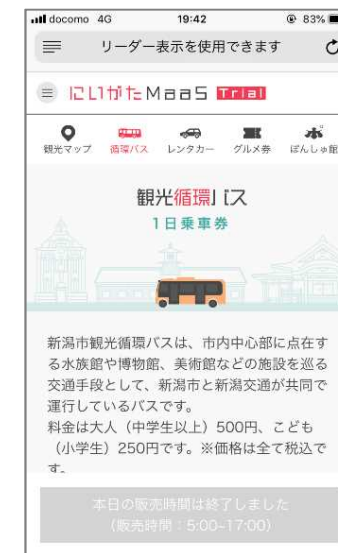 docomo 4G 19:42 83%
リーダー表示を使用できます
にいがたMaaS Trial
観光マップ 循環バス レンタカー グルメ券 ぽんしゅ館
観光循環バス
1日乗車券
新潟市観光循環バスは、市内中心部に点在す
る水族館や博物館、美術館などの施設を巡る
交通手段として、新潟市と新潟交通が共同で
運行しているバスです。
料金は大人（中学生以上）500円、こども
（小学生）250円です。※価格は全て税込で
す。
本日の販売時間は終了しました
（販売時間：5:00-17:00）